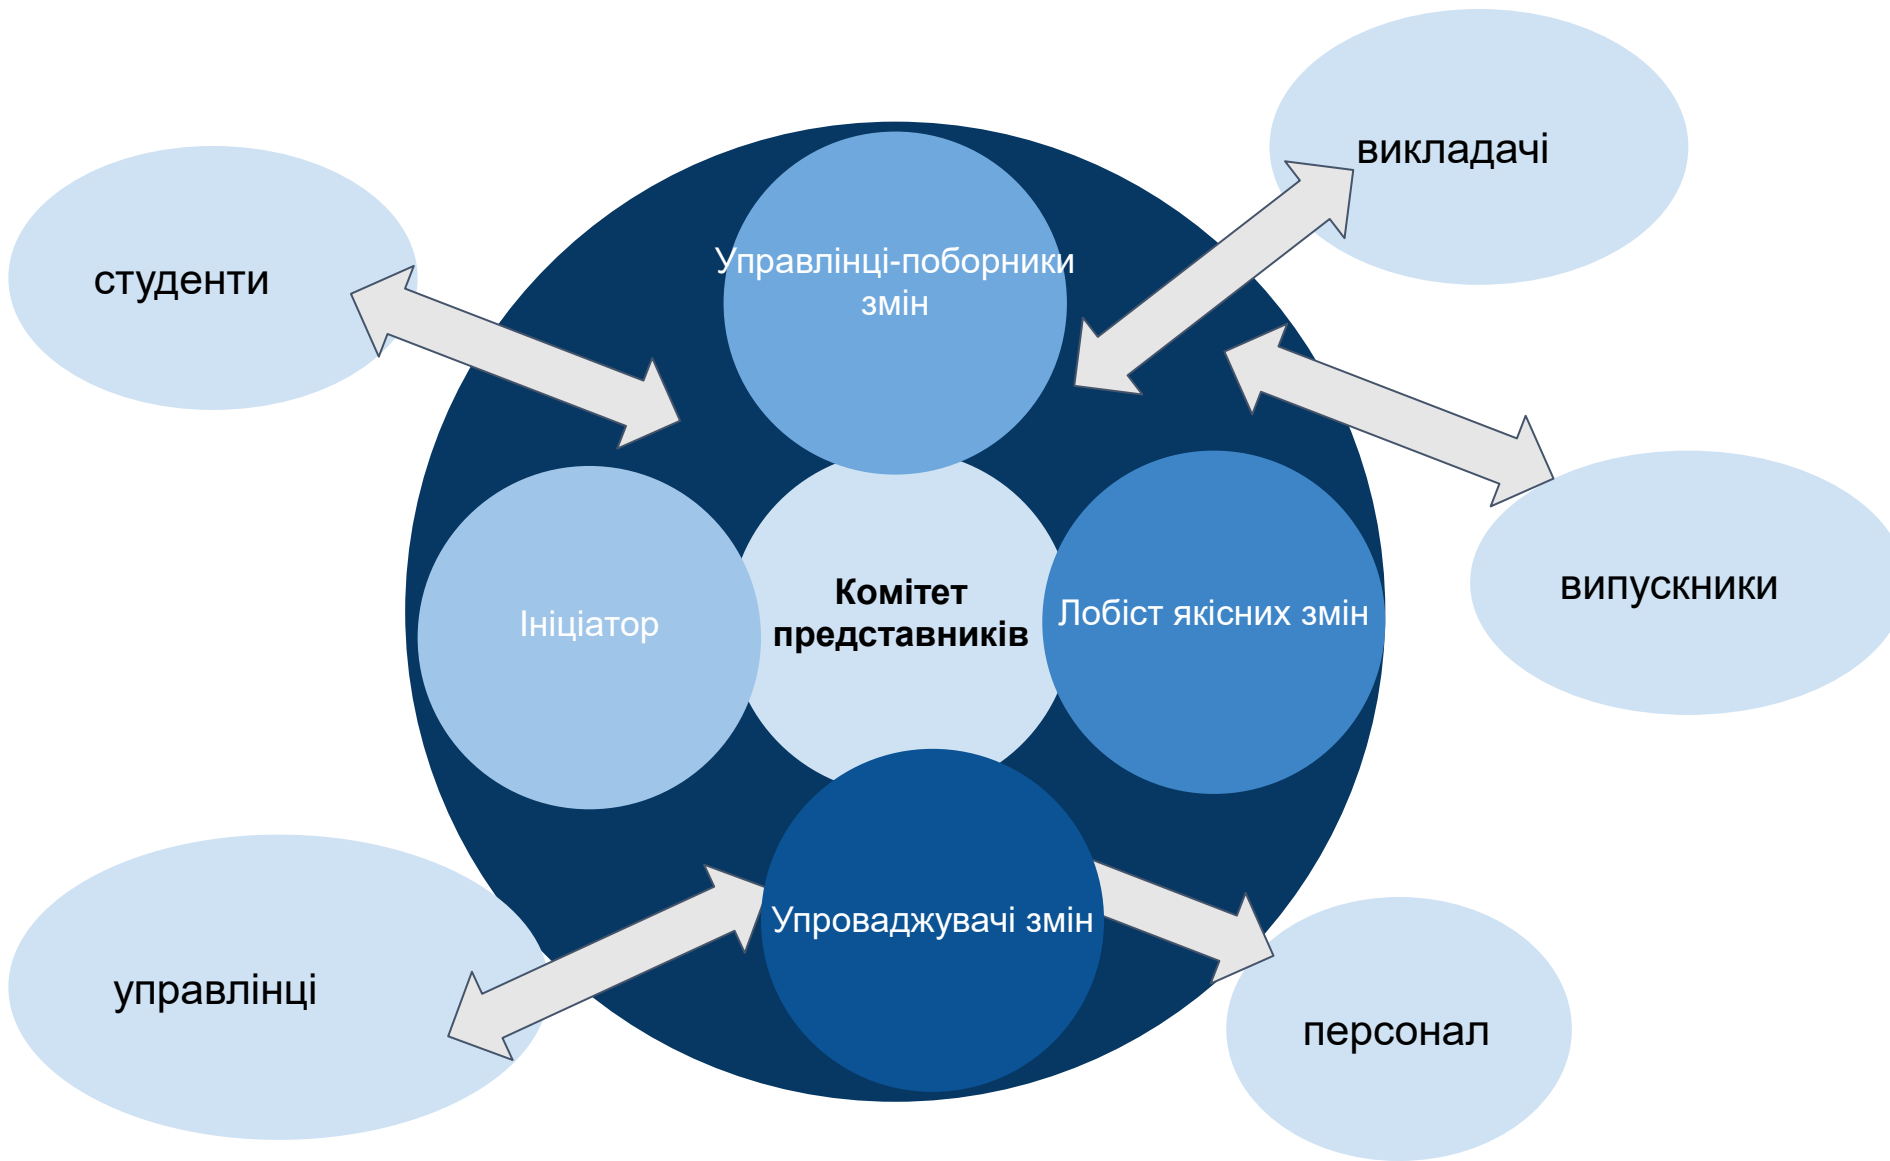 викладачі
Управлінці-поборники
змін
студенти
випускники
Комітет
представників
Ініціатор
Лобіст якісних змін
Упроваджувачі змін
управлінці
персонал